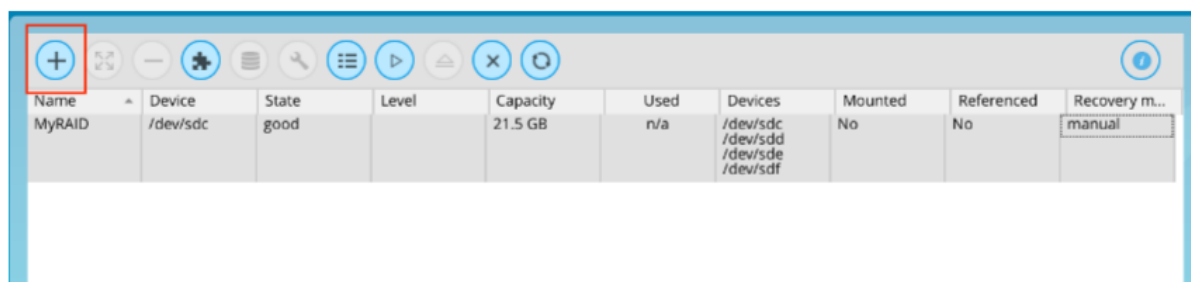 Name Device State Level Capacity Used Devices Mounted Referenced Recovery m...
MyRAID /dev/sdc good 21.5 GB n/a /dev/sdc No No manual
/dev/sdd
/dev/sde
/dev/sdf